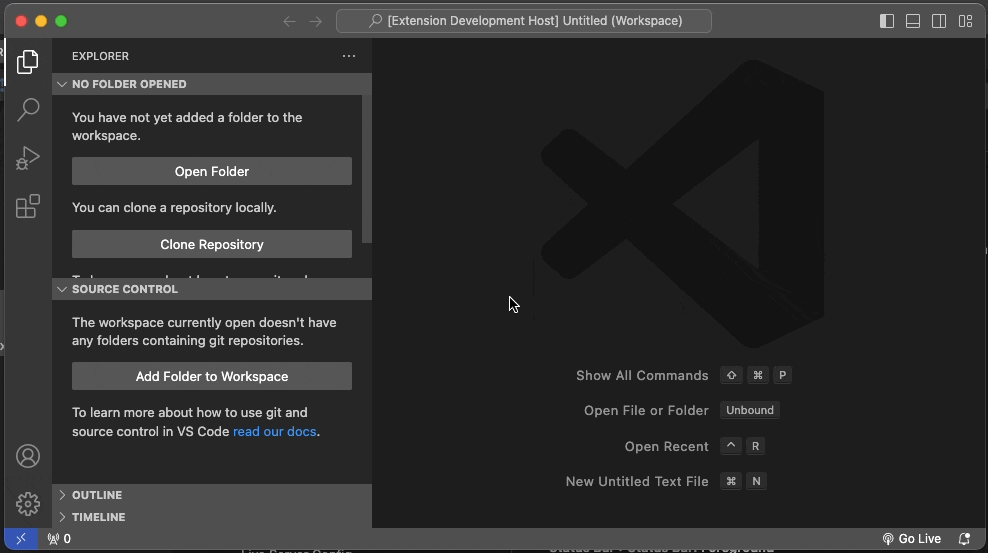 [Extension Development Host] Untitled (Workspace)
EXPLORER
NO FOLDER OPENED
You have not yet added a folder to the
workspace.
Open Folder
You can clone a repository locally.
Clone Repository
SOURCE CONTROL
The workspace currently open doesn't have
any folders containing git repositories.
Add Folder to Workspace
To learn more about how to use git and
source control in VS Code read our docs.
OUTLINE
TIMELINE
Show All Commands ⇧ ⌘ P
Open File or Folder Unbound
Open Recent ^ R
New Untitled Text File ⌘ N
0
Go Live